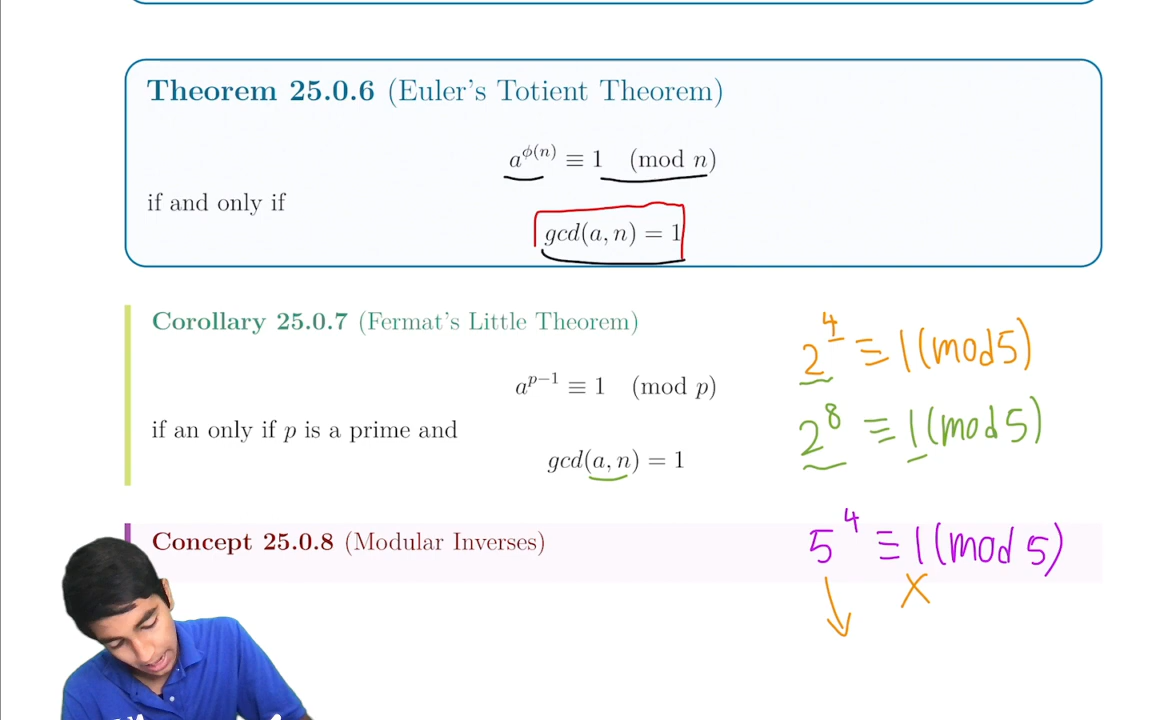 Theorem 25.0.6 (Euler's Totient Theorem)
a^{ϕ(n)} ≡ 1 (mod n)
if and only if
gcd(a, n) = 1
Corollary 25.0.7 (Fermat's Little Theorem)
a^{p−1} ≡ 1 (mod p)
if an only if p is a prime and
gcd(a, n) = 1
2^4 ≡ 1 (mod 5)
2^8 ≡ 1 (mod 5)
Concept 25.0.8 (Modular Inverses)
5^4 ≡ 1 (mod 5)
X